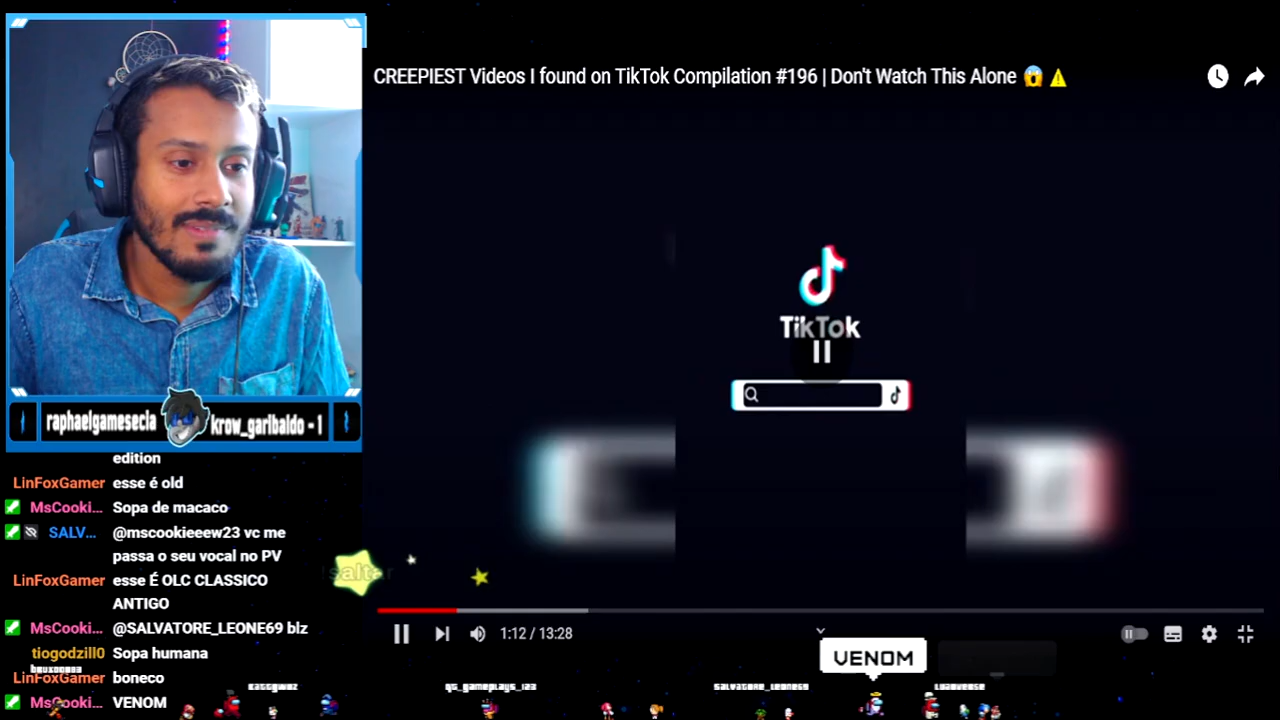 CREEPIEST Videos I found on TikTok Compilation #196 | Don't Watch This Alone 😱⚠️
TikTok
raphaelgamesecla
krow_garibaldo - 1
edition
LinFoxGamer esse é old
MsCooki... Sopa de macaco
SALV... @mscookieeew23 vc me
passa o seu vocal no PV
LinFoxGamer esse É OLC CLASSICO
ANTIGO
MsCooki... @SALVATORE_LEONE69 blz
tiogodzill0 Sopa humana
LinFoxGamer boneco
MsCooki... VENOM
saltar
1:12 / 13:28
VENOM